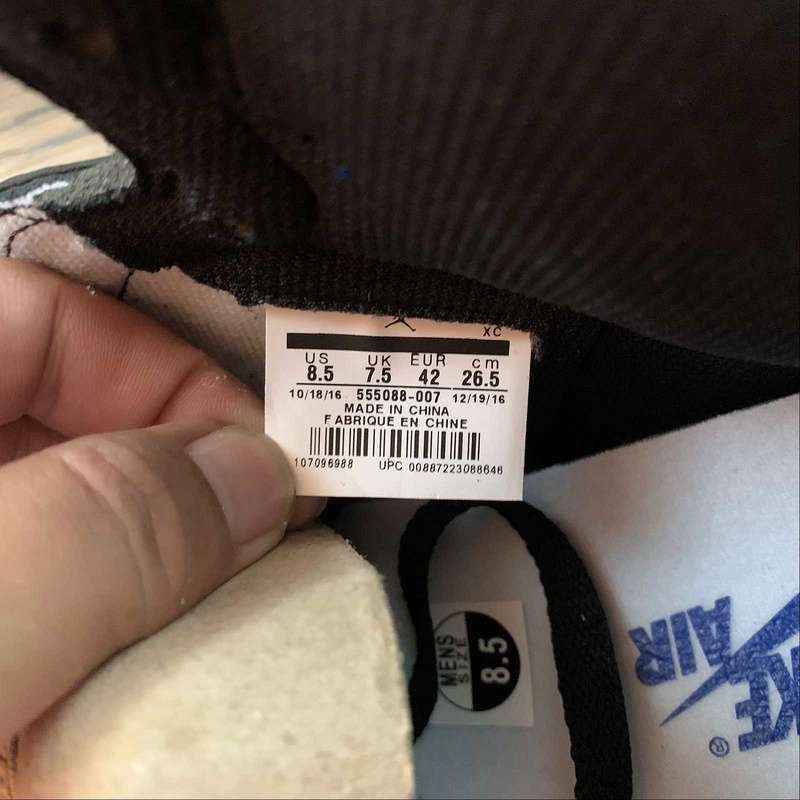 XC
US UK EUR cm
8.5 7.5 42 26.5
10/18/16 555088-007 12/19/16
MADE IN CHINA
FABRIQUE EN CHINE
107096988 UPC 00887223088646
MENS
SIZE
8.5
AIR
KE
®